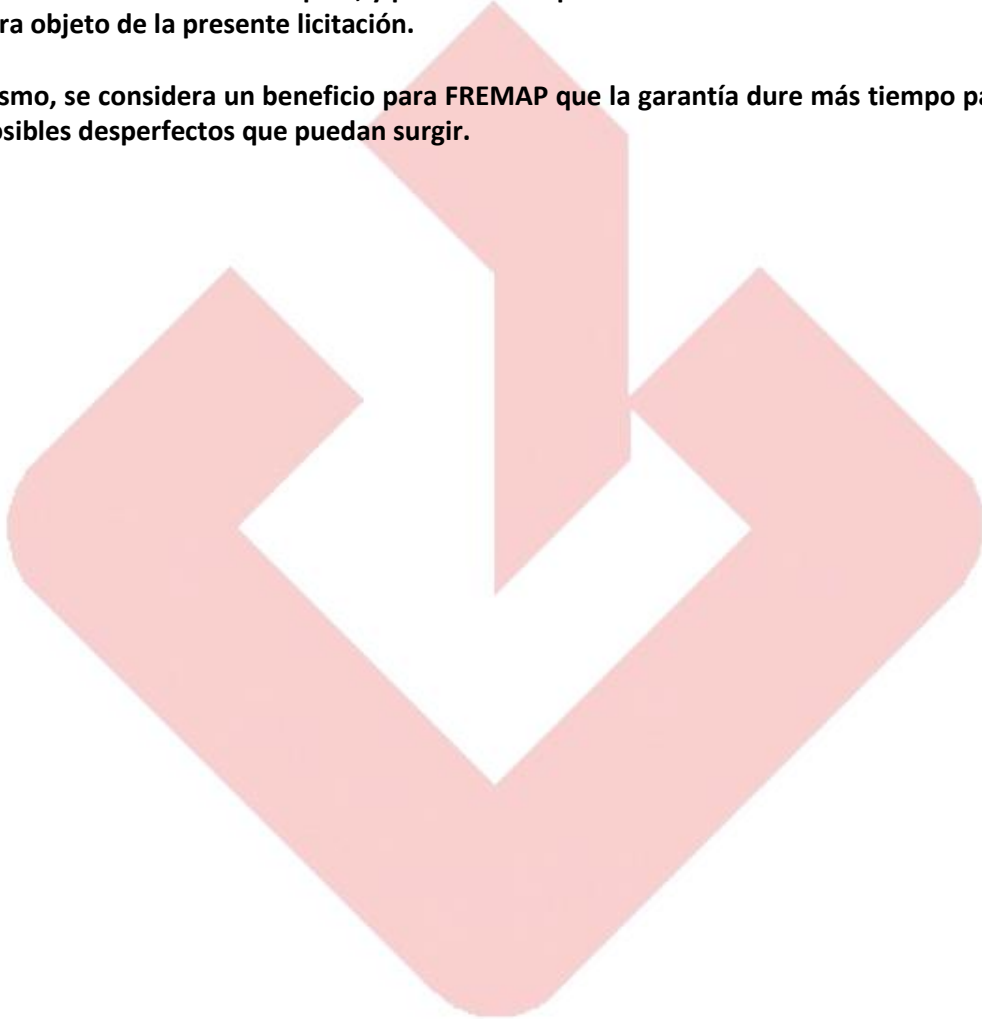 ra objeto de la presente licitación.
smo, se considera un beneficio para FREMAP que la garantía dure más tiempo pa
osibles desperfectos que puedan surgir.